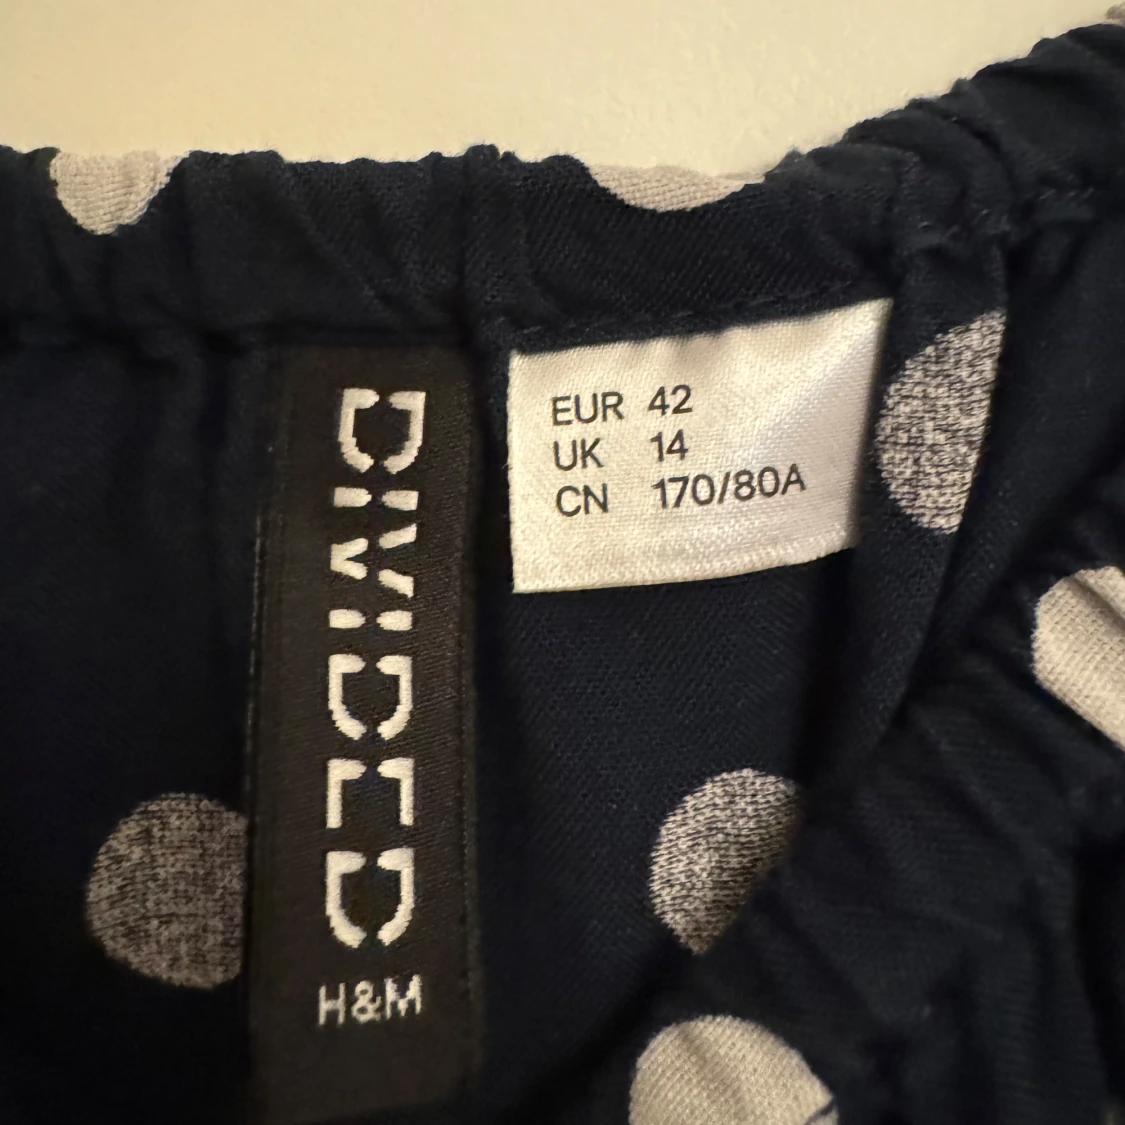 DIVIDED
H&M
EUR 42
UK 14
CN 170/80A